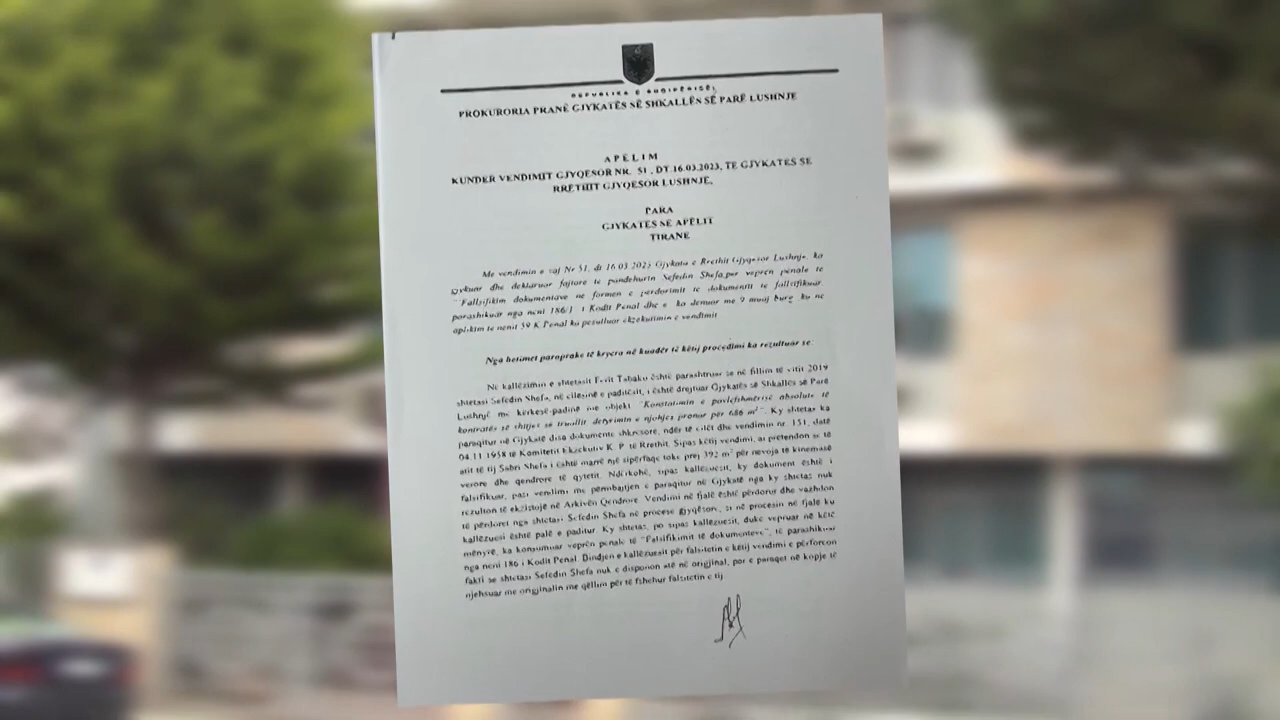 REPUBLIKA E SHQIPËRISË
PROKURORIA PRANË GJYKATËS SË SHKALLËS SË PARË LUSHNJE
APELIM
KUNDER VENDIMIT GJYQESOR NR. 51, DT 16.03.2023, TE GJYKATES SE
RRETHIT GJYQESOR LUSHNJE,
PARA
GJYKATES SE APELIT
TIRANE
Me vendimin e saj Nr 51, dt 16.03.2023 Gjykata e Rrethit Gjyqesor Lushnje, ka
gjykuar dhe deklaruar fajtore te pandehurin Sefedin Shefa, per vepren penale te
"Fallsifikim dokumentave ne formen e perdorimit te dokumentit te fallsifikuar,
parashikuar nga neni 186/1 i Kodit Penal dhe e ka denuar me 9 muaj burg ku ne
aplikim te nenit 59 K.Penal ka pezulluar ekzekutimin e vendimit
Nga hetimet paraprake të kryera në kuadër të këtij procedimi ka rezultuar se:
Në kallëzimin e shtetasit Ferit Tabaku është parashtruar se në fillim të vitit 2019
shtetasi Sefedin Shefa, në cilësinë e paditësit, i është drejtuar Gjykatës së Shkallës së Parë
Lushnjë me kërkesë-padinë me objekt "Konstatimin e pavlefshmërisë absolute të
kontratës së shitjes së truallit detyrimin e njohjes pronar për 686 m²". Ky shtetas ka
paraqitur në Gjykatë disa dokumente shkresore, ndër të cilët dhe vendimin nr. 151, datë
04.11.1958 të Komitetit Ekzekutiv K. P. të Rrethit. Sipas këtij vendimi, ai pretendon se të
atit të tij Sabri Shefa i është marrë një sipërfaqe toke prej 392 m² për nevoja të kinemasë
verore dhe qendrore të qytetit. Ndërkohë, sipas kallëzuesit, ky dokument është i
falsifikuar, pasi vendimi me përmbajtjen e paraqitur në Gjykatë nga ky shtetas nuk
rezulton të ekzistojë në Arkivën Qendrore. Vendimi në fjalë është përdorur dhe vazhdon
të përdoret nga shtetasi Sefedin Shefa në procese gjyqësore, si në procesin në fjalë ku
kallëzuesi është palë e paditur. Ky shtetas, po sipas kallëzuesit, duke vepruar në këtë
mënyrë, ka konsumuar veprën penale të "Falsifikimit të dokumenteve", të parashikuar
nga neni 186 i Kodit Penal. Bindjen e kallëzuesit për falsitetin e këtij vendimi e përforcon
fakti se shtetasi Sefedin Shefa nuk e disponon atë në origjinal, por e paraqet në kopje të
njehsuar me origjinalin me qëllim për të fshehur falsitetin e tij.